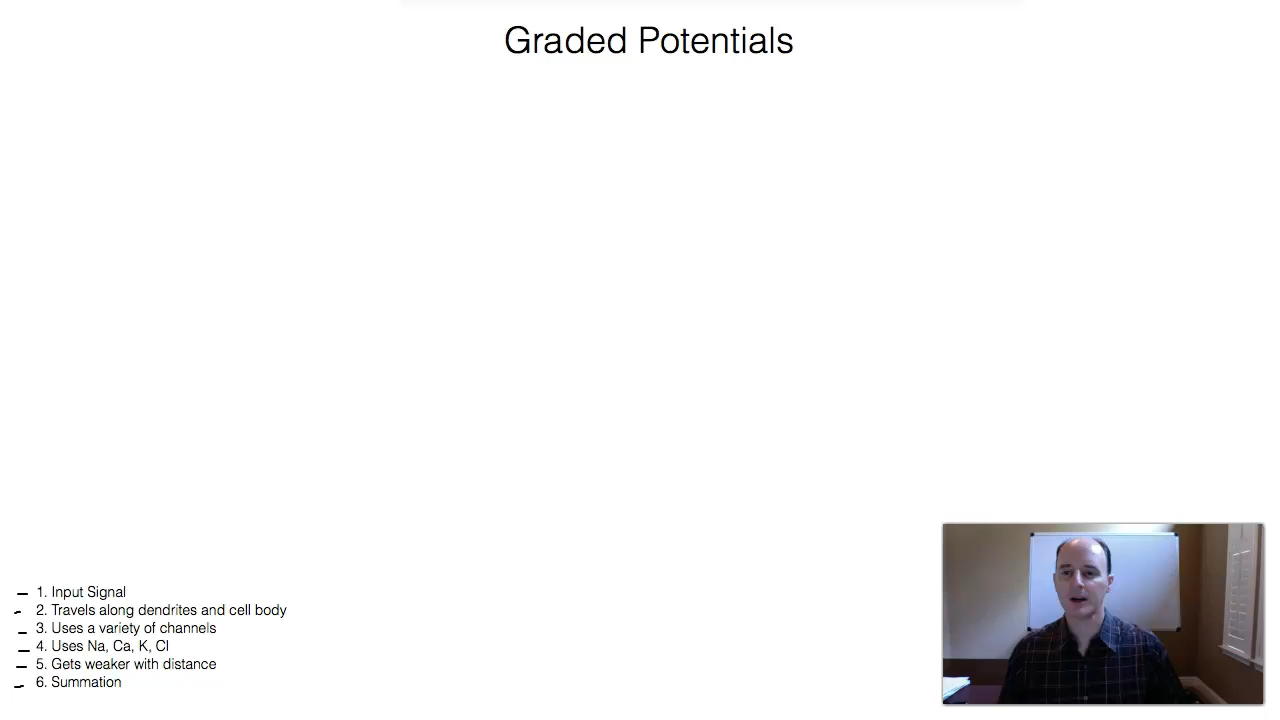 Graded Potentials
1. Input Signal
2. Travels along dendrites and cell body
3. Uses a variety of channels
4. Uses Na, Ca, K, Cl
5. Gets weaker with distance
6. Summation